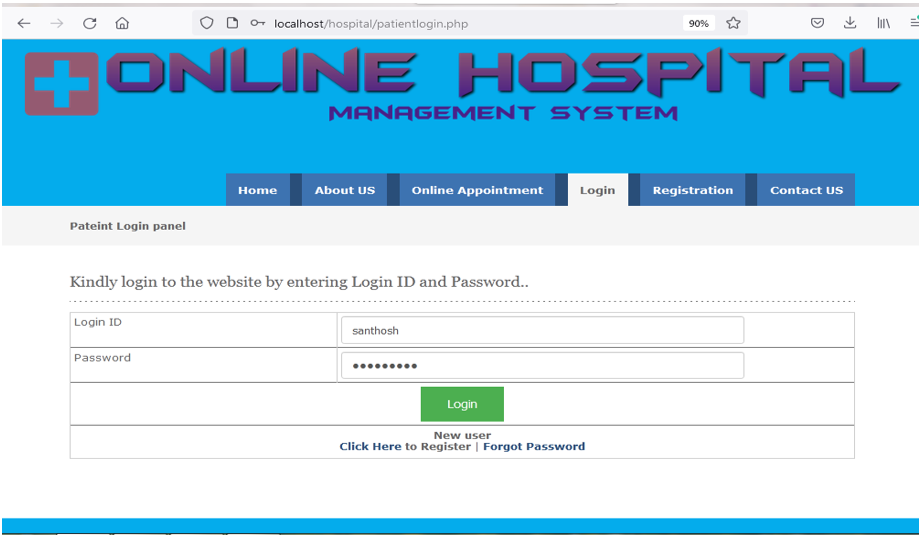 localhost/hospital/patientlogin.php 90%
ONLINE HOSPITAL
MANAGEMENT SYSTEM
Home About US Online Appointment Login Registration Contact US
Pateint Login panel
Kindly login to the website by entering Login ID and Password..
Login ID santhosh
Password •••••••••
Login
New user
Click Here to Register | Forgot Password